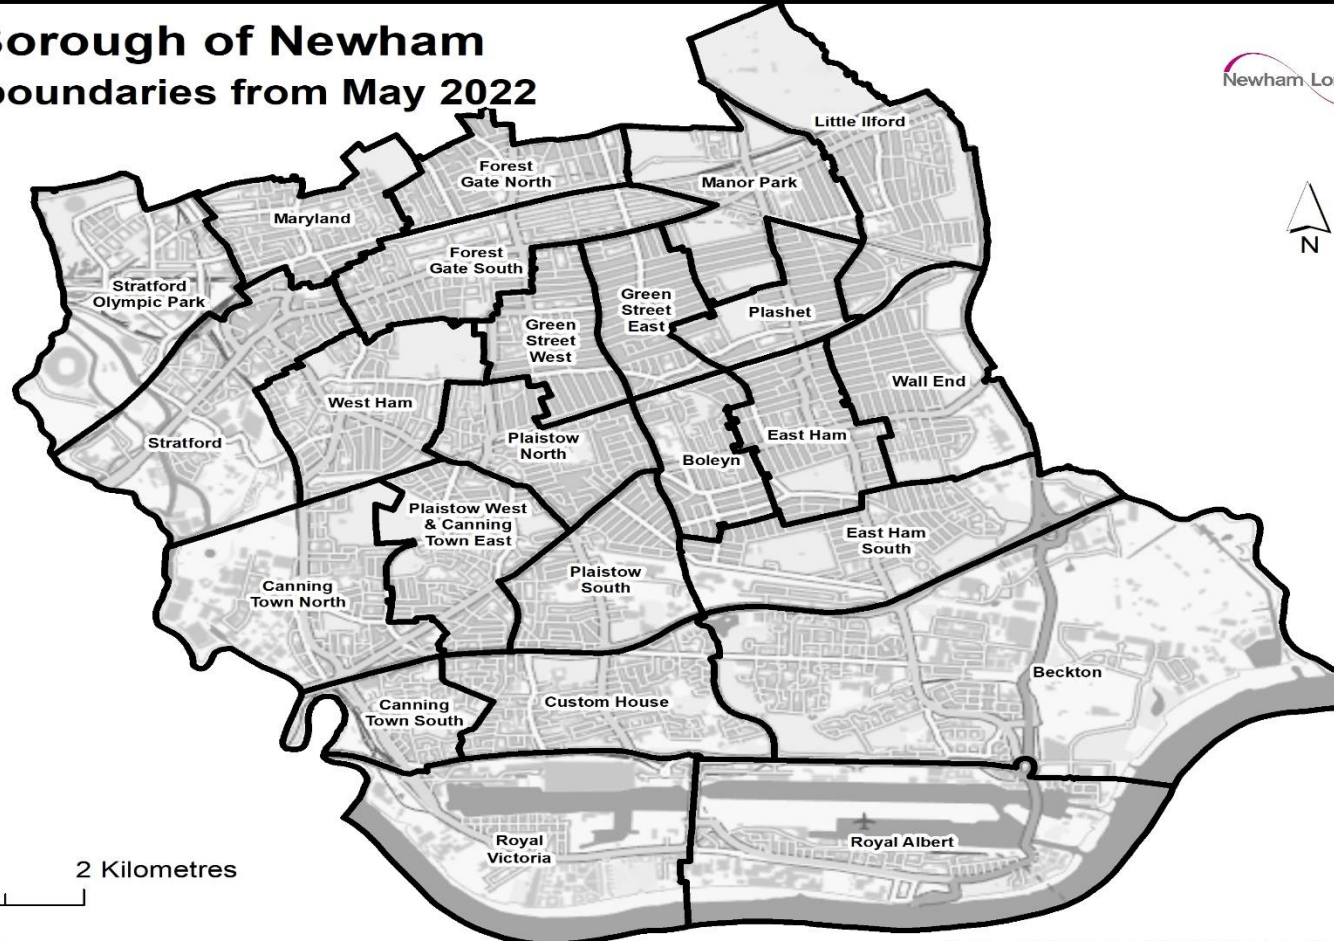 Borough of Newham
boundaries from May 2022
Newham Lon
N
Little Ilford
Forest
Gate North
Manor Park
Maryland
Forest
Gate South
Stratford
Olympic Park
Green
Street
East
Plashet
Green
Street
West
Wall End
West Ham
Stratford
Plaistow
North
East Ham
Boleyn
Plaistow West
& Canning
Town East
East Ham
South
Plaistow
South
Canning
Town North
Beckton
Canning
Town South
Custom House
Royal
Victoria
Royal Albert
2 Kilometres